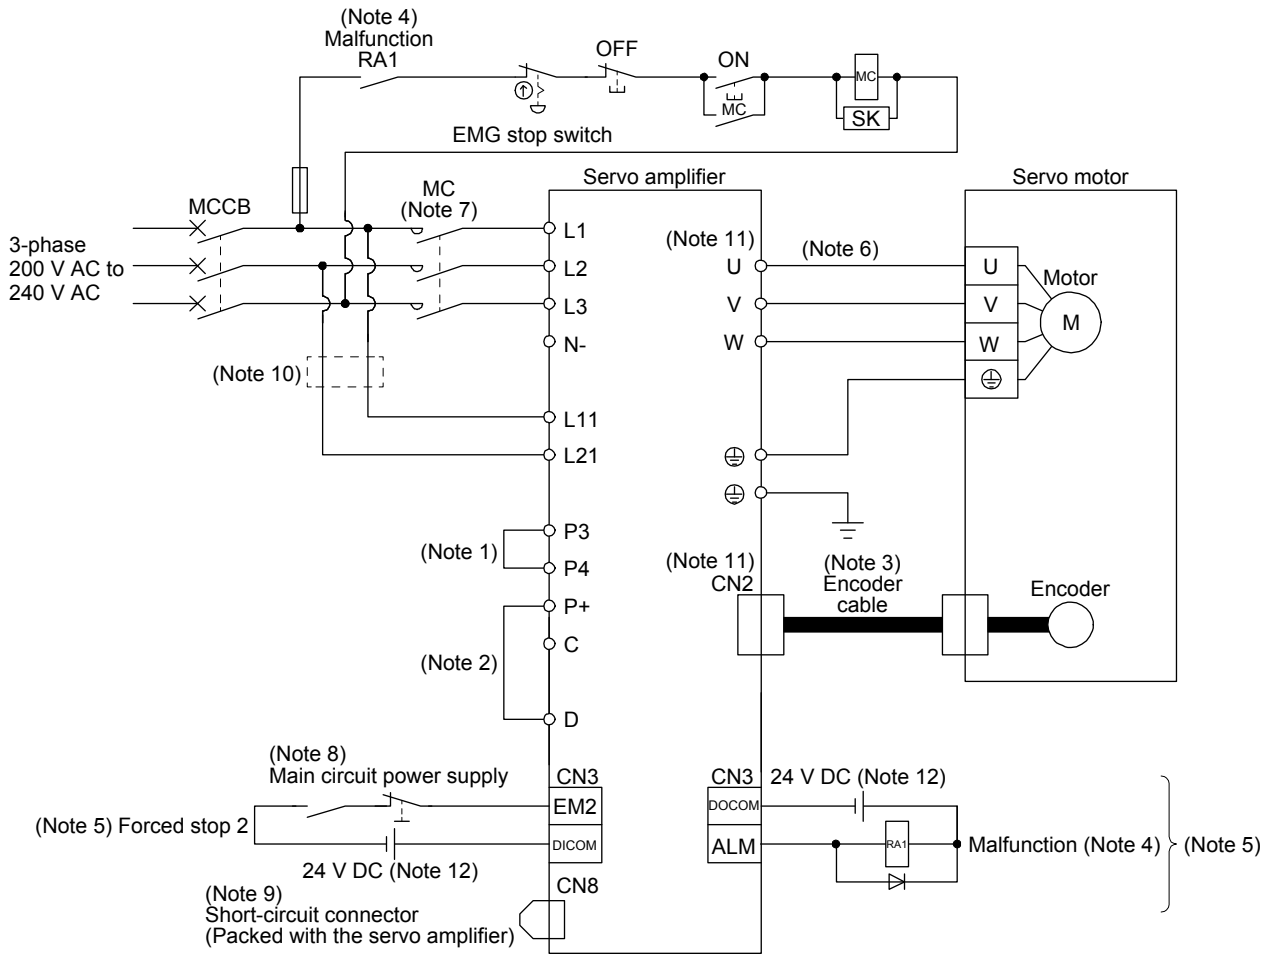 (Note 4)
Malfunction
RA1
OFF
ON
MC
MC
SK
EMG stop switch
Servo amplifier
Servo motor
MCCB
MC
(Note 7)
3-phase
200 V AC to
240 V AC
L1
L2
L3
N-
(Note 11)
U
V
W
(Note 6)
U
V
W
Motor
M
(Note 10)
L11
L21
(Note 1)
P3
P4
(Note 11)
CN2
(Note 3)
Encoder
cable
Encoder
(Note 2)
P+
C
D
(Note 8)
Main circuit power supply
CN3
EM2
DICOM
(Note 5) Forced stop 2
24 V DC (Note 12)
CN3
24 V DC (Note 12)
DOCOM
ALM
RA1
Malfunction (Note 4)
(Note 5)
(Note 9)
Short-circuit connector
(Packed with the servo amplifier)
CN8